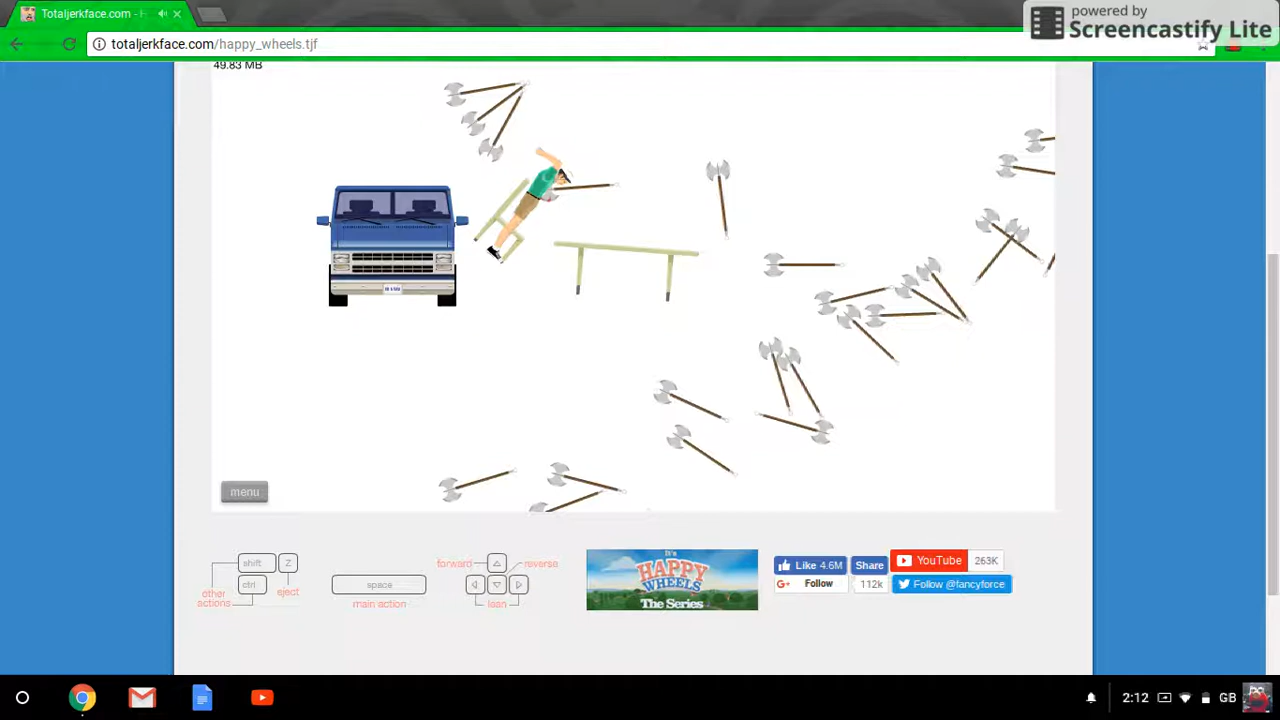 powered by
Screencastify Lite
Totaljerkface.com - H
totaljerkface.com/happy_wheels.tjf
49.83 MB
menu
shift
Z
ctrl
other
actions
eject
space
main action
forward
reverse
lean
It's
HAPPY
WHEELS
The Series
Like 4.6M
Share
YouTube
263K
G+ Follow
112k
Follow @fancyforce
2:12
GB